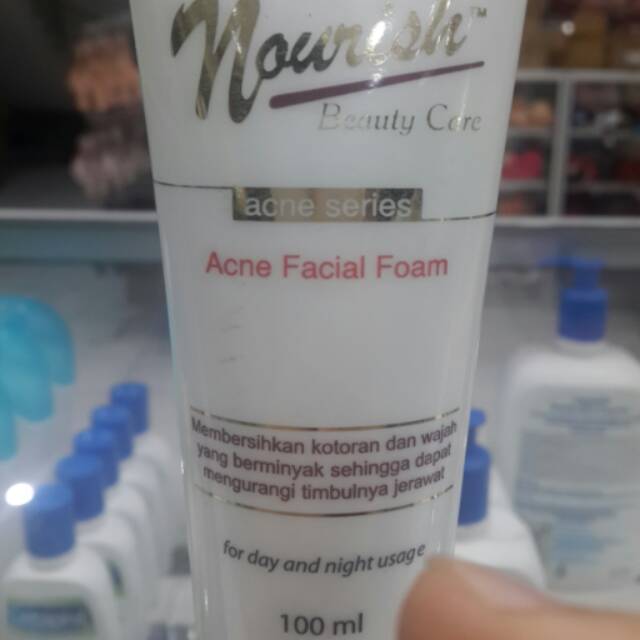 Nourish™
Beauty Care
acne series
Acne Facial Foam
Membersihkan kotoran dan wajah
yang berminyak sehingga dapat
mengurangi timbulnya jerawat
for day and night usage
100 ml